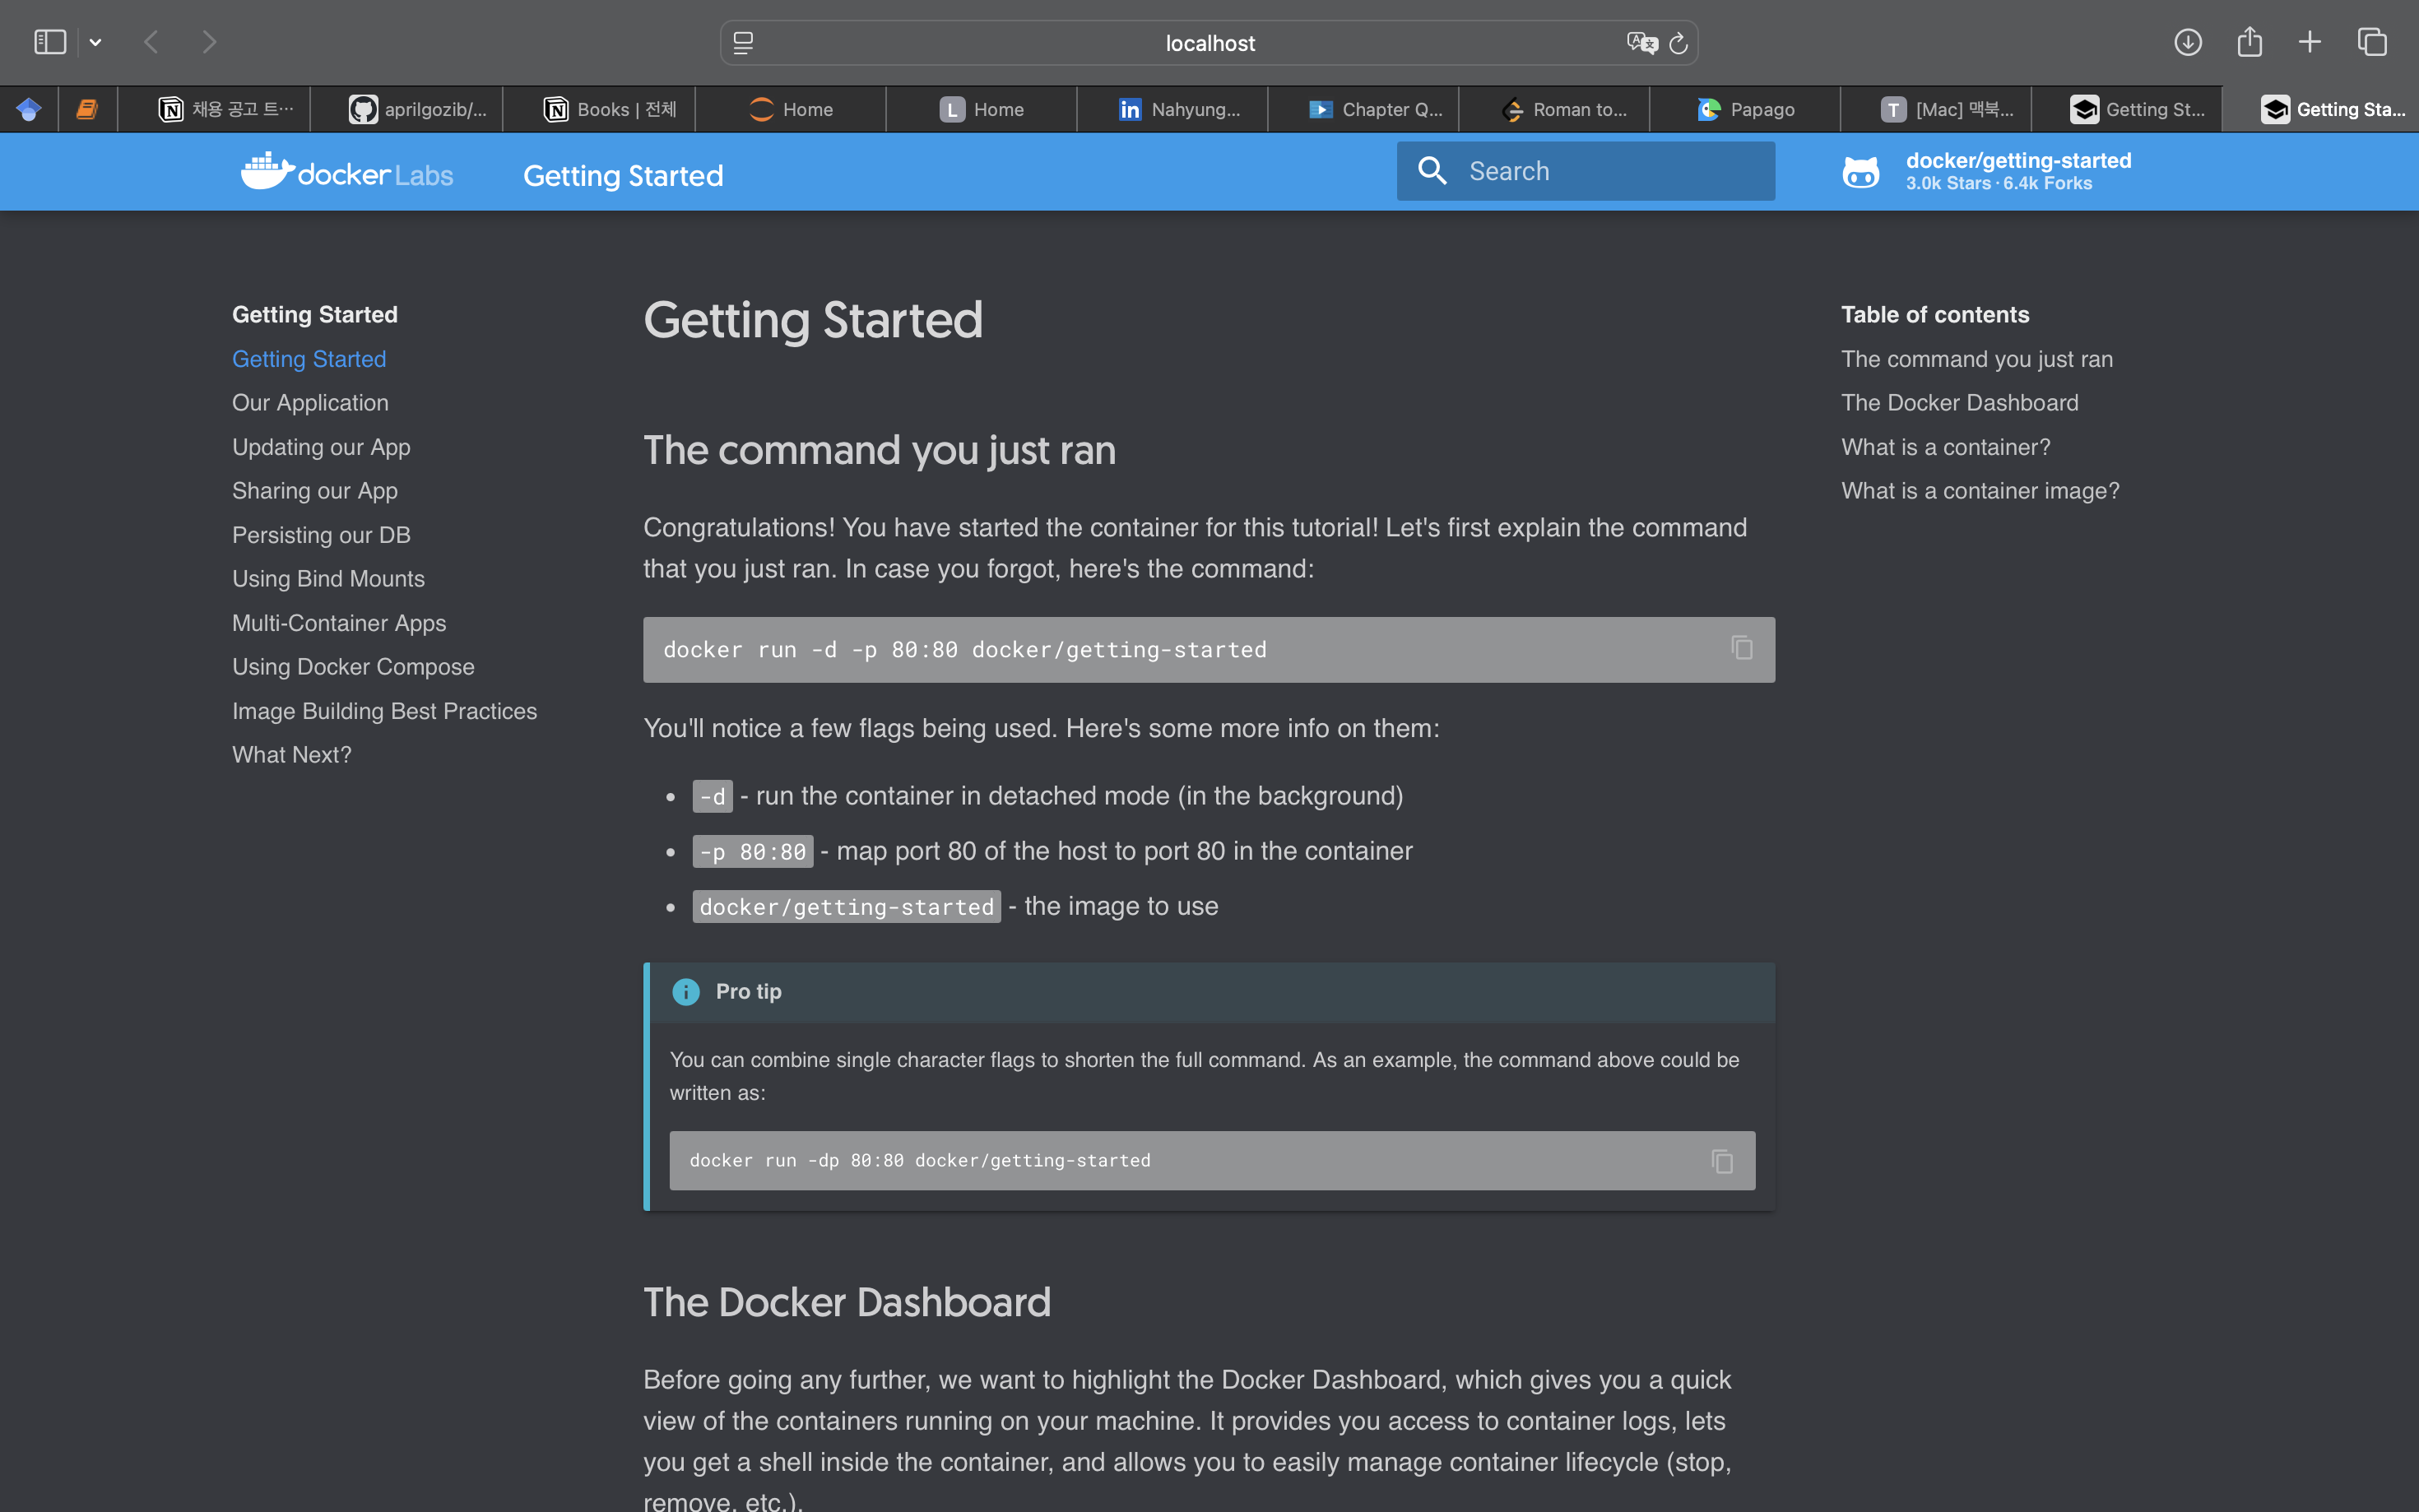 localhost
채용 공고 트…
aprilgozib/...
Books | 전체
Home
L Home
in Nahyung...
Chapter Q...
Roman to...
Papago
T [Mac] 맥북...
Getting St...
Getting Sta...
docker Labs
Getting Started
Search
docker/getting-started
3.0k Stars · 6.4k Forks
Getting Started
Getting Started
Our Application
Updating our App
Sharing our App
Persisting our DB
Using Bind Mounts
Multi-Container Apps
Using Docker Compose
Image Building Best Practices
What Next?
Getting Started
The command you just ran
Congratulations! You have started the container for this tutorial! Let's first explain the command
that you just ran. In case you forgot, here's the command:
docker run -d -p 80:80 docker/getting-started
You'll notice a few flags being used. Here's some more info on them:
-d - run the container in detached mode (in the background)
-p 80:80 - map port 80 of the host to port 80 in the container
docker/getting-started - the image to use
Pro tip
You can combine single character flags to shorten the full command. As an example, the command above could be
written as:
docker run -dp 80:80 docker/getting-started
The Docker Dashboard
Before going any further, we want to highlight the Docker Dashboard, which gives you a quick
view of the containers running on your machine. It provides you access to container logs, lets
you get a shell inside the container, and allows you to easily manage container lifecycle (stop,
remove, etc.).
Table of contents
The command you just ran
The Docker Dashboard
What is a container?
What is a container image?